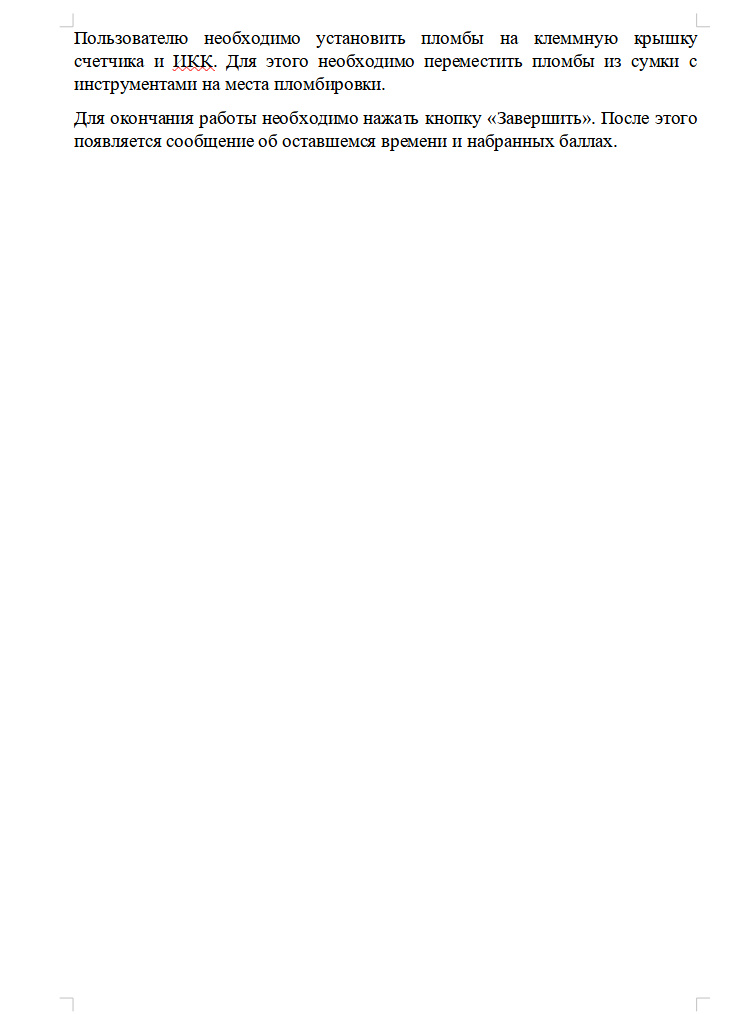 Пользователю необходимо установить пломбы на клеммную крышку
счетчика и ИКК. Для этого необходимо переместить пломбы из сумки с
инструментами на места пломбировки.
Для окончания работы необходимо нажать кнопку «Завершить». После этого
появляется сообщение об оставшемся времени и набранных баллах.